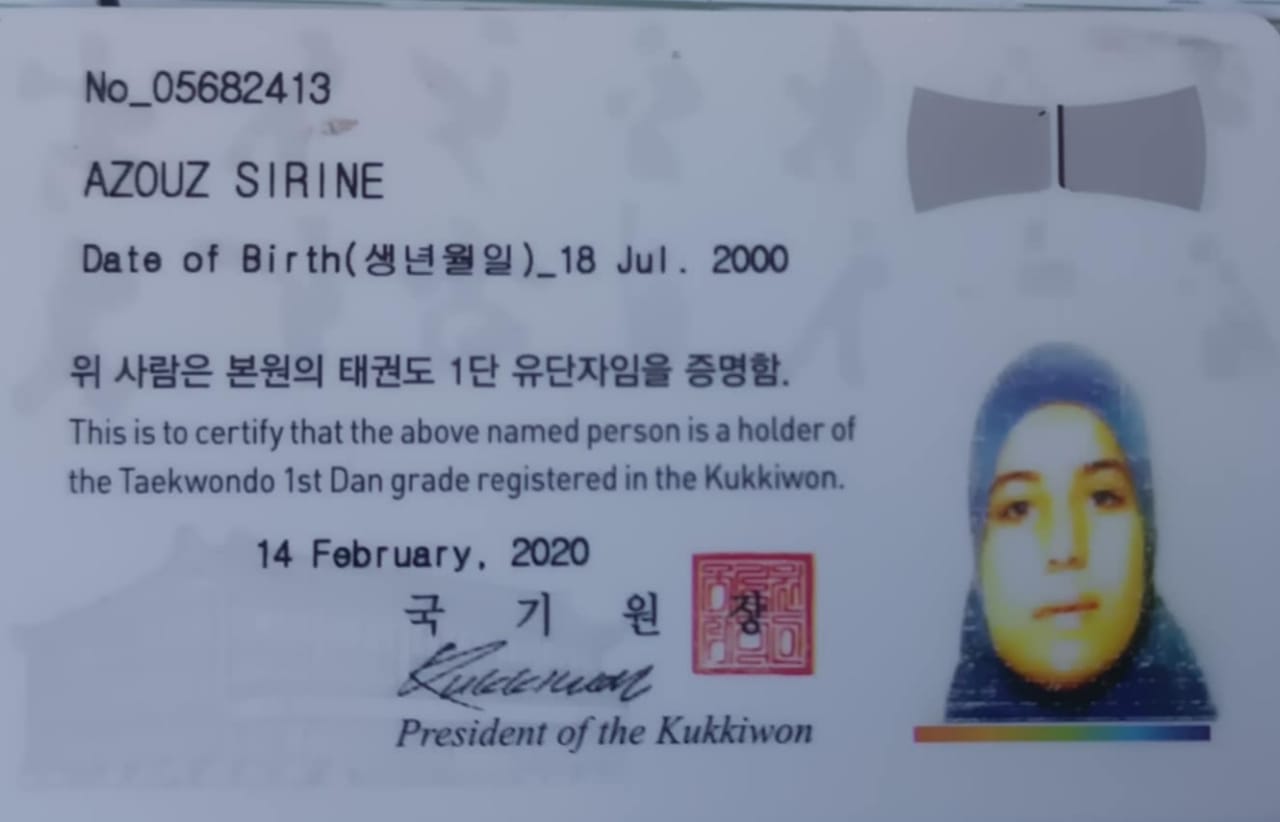 No_05682413
AZOUZ SIRINE
Date of Birth(생년월일)_18 Jul. 2000
위 사람은 본원의 태권도 1단 유단자임을 증명함.
This is to certify that the above named person is a holder of
the Taekwondo 1st Dan grade registered in the Kukkiwon.
14 February, 2020
국 기 원 장
Kukkiwon
President of the Kukkiwon